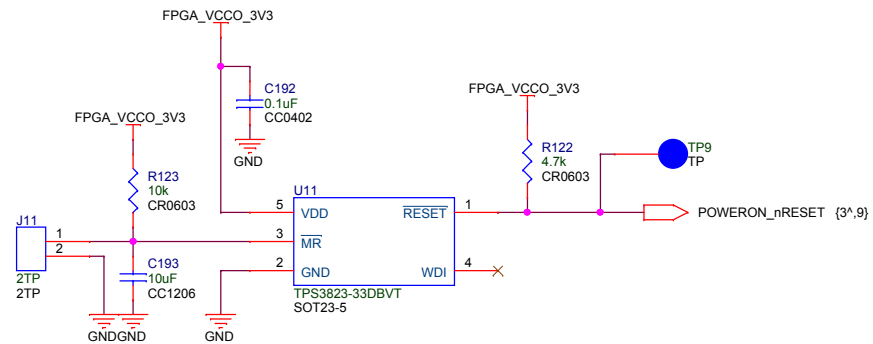 FPGA_VCCO_3V3
C192
0.1uF
CC0402
GND
FPGA_VCCO_3V3
R123
10k
CR0603
FPGA_VCCO_3V3
R122
4.7k
CR0603
TP9
TP
J11
1
2
2TP
2TP
C193
10uF
CC1206
GND
GND
GND
U11
5 VDD
3 MR
2 GND
RESET 1
WDI 4
TPS3823-33DBVT
SOT23-5
POWERON_nRESET {3^,9}